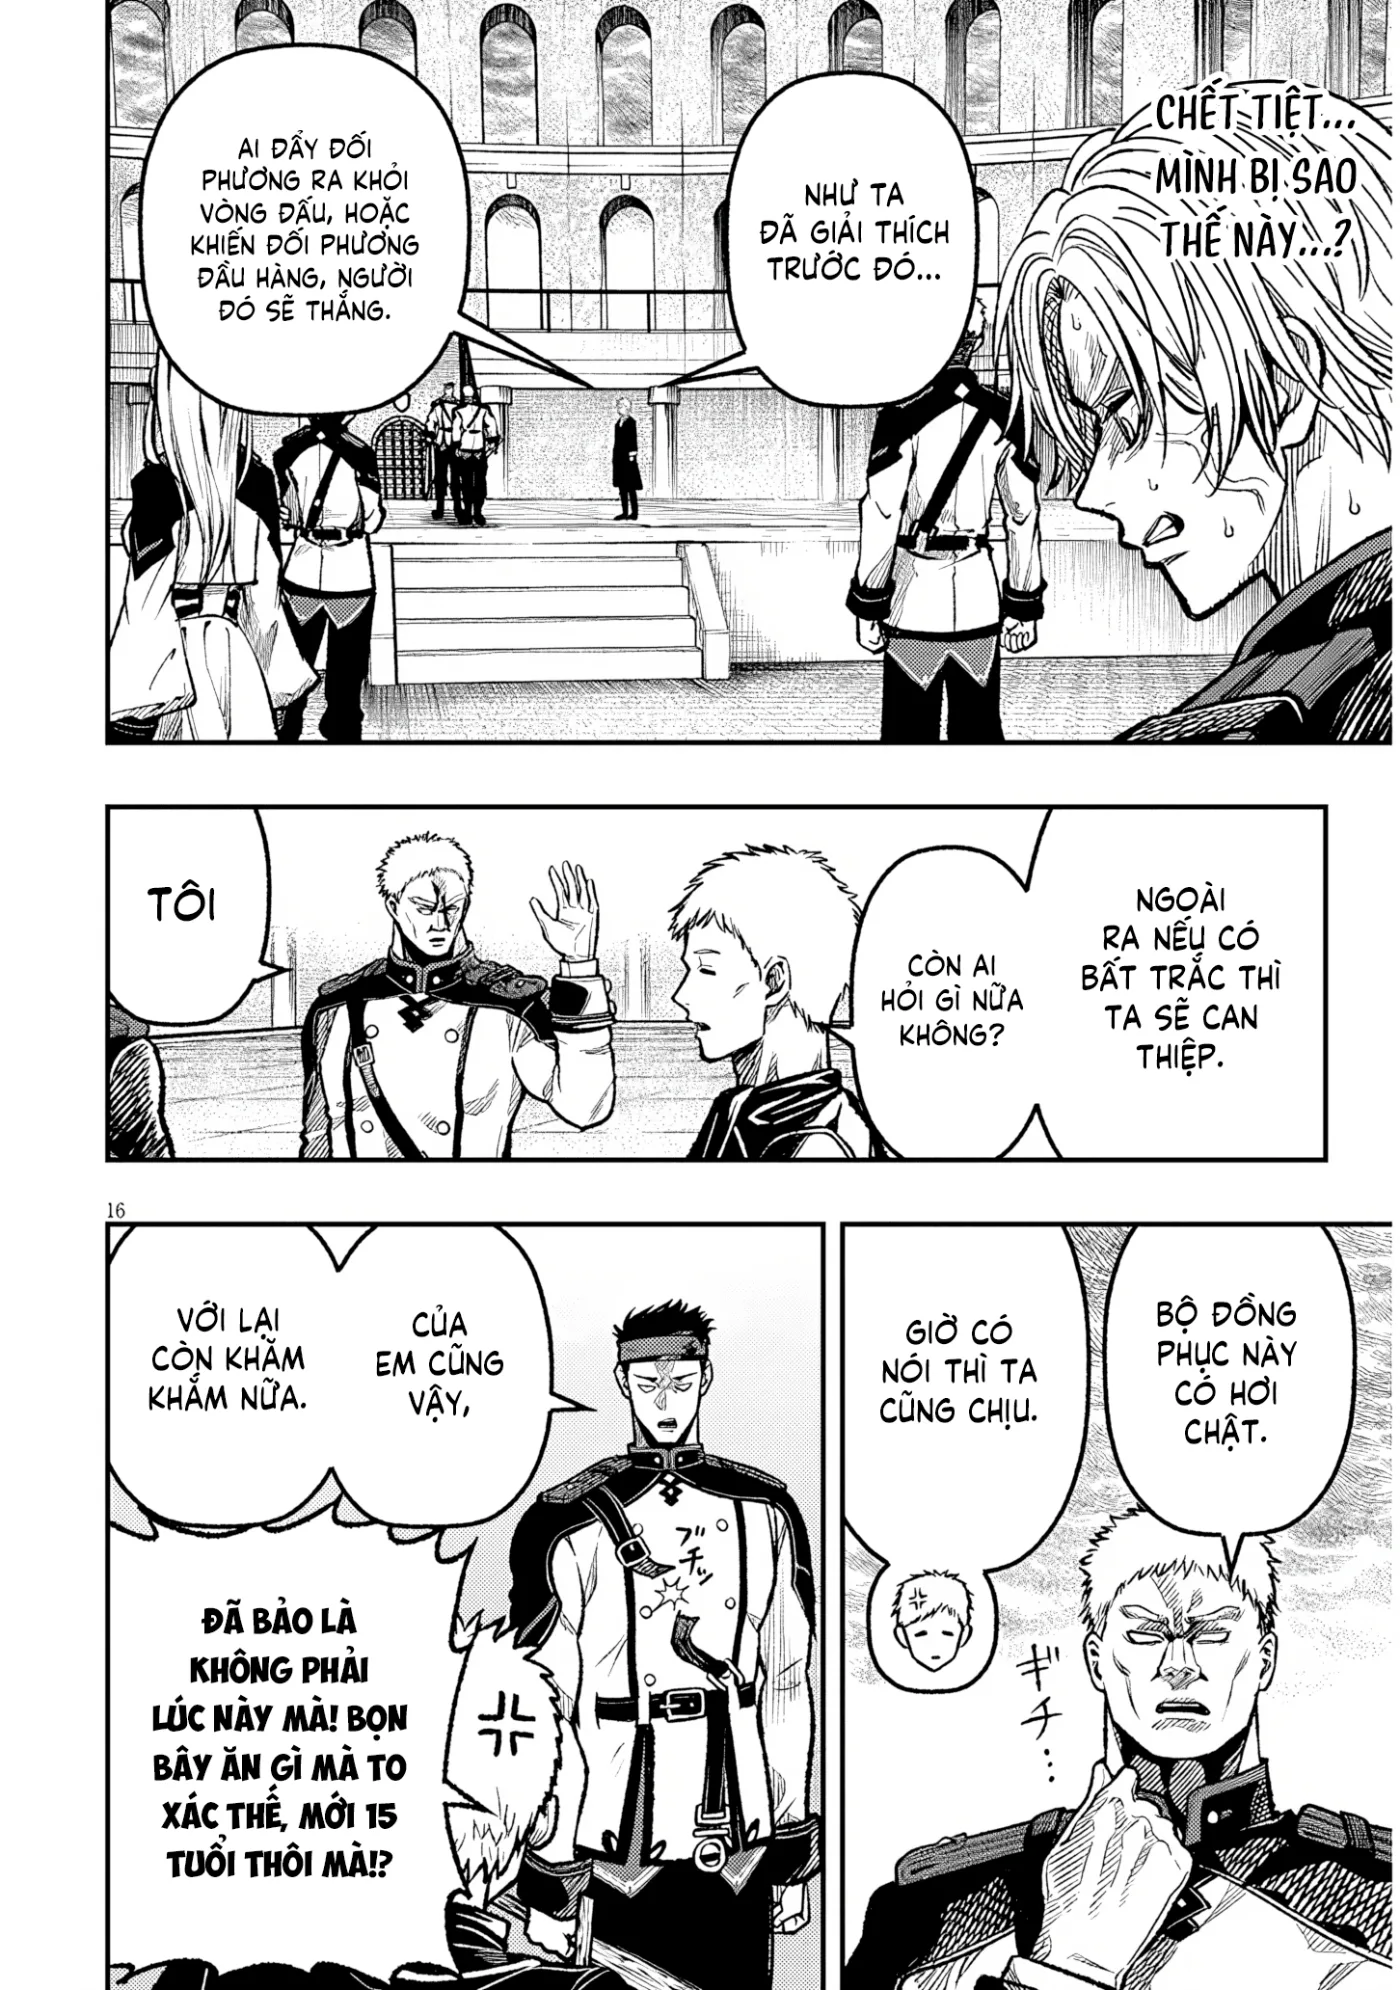 CHẾT TIỆT...
MÌNH BỊ SAO
THẾ NÀY...?
NHƯ TA
ĐÃ GIẢI THÍCH
TRƯỚC ĐÓ...
AI ĐẨY ĐỐI
PHƯƠNG RA KHỎI
VÒNG ĐẤU, HOẶC
KHIẾN ĐỐI PHƯƠNG
ĐẦU HÀNG, NGƯỜI
ĐÓ SẼ THẮNG.
NGOÀI
RA NẾU CÓ
BẤT TRẮC THÌ
TA SẼ CAN
THIỆP.
CÒN AI
HỎI GÌ NỮA
KHÔNG?
TÔI
16
BỘ ĐỒNG
PHỤC NÀY
CÓ HƠI
CHẬT.
ギチ…
GIỜ CÓ
NÓI THÌ TA
CŨNG CHỊU.
CỦA
EM CŨNG
VẬY,
VỚI LẠI
CÒN KHĂM
KHẮM NỮA.
ブチッ
ĐÃ BẢO LÀ
KHÔNG PHẢI
LÚC NÀY MÀ! BỌN
BÂY ĂN GÌ MÀ TO
XÁC THẾ, MỚI 15
TUỔI THÔI MÀ!?